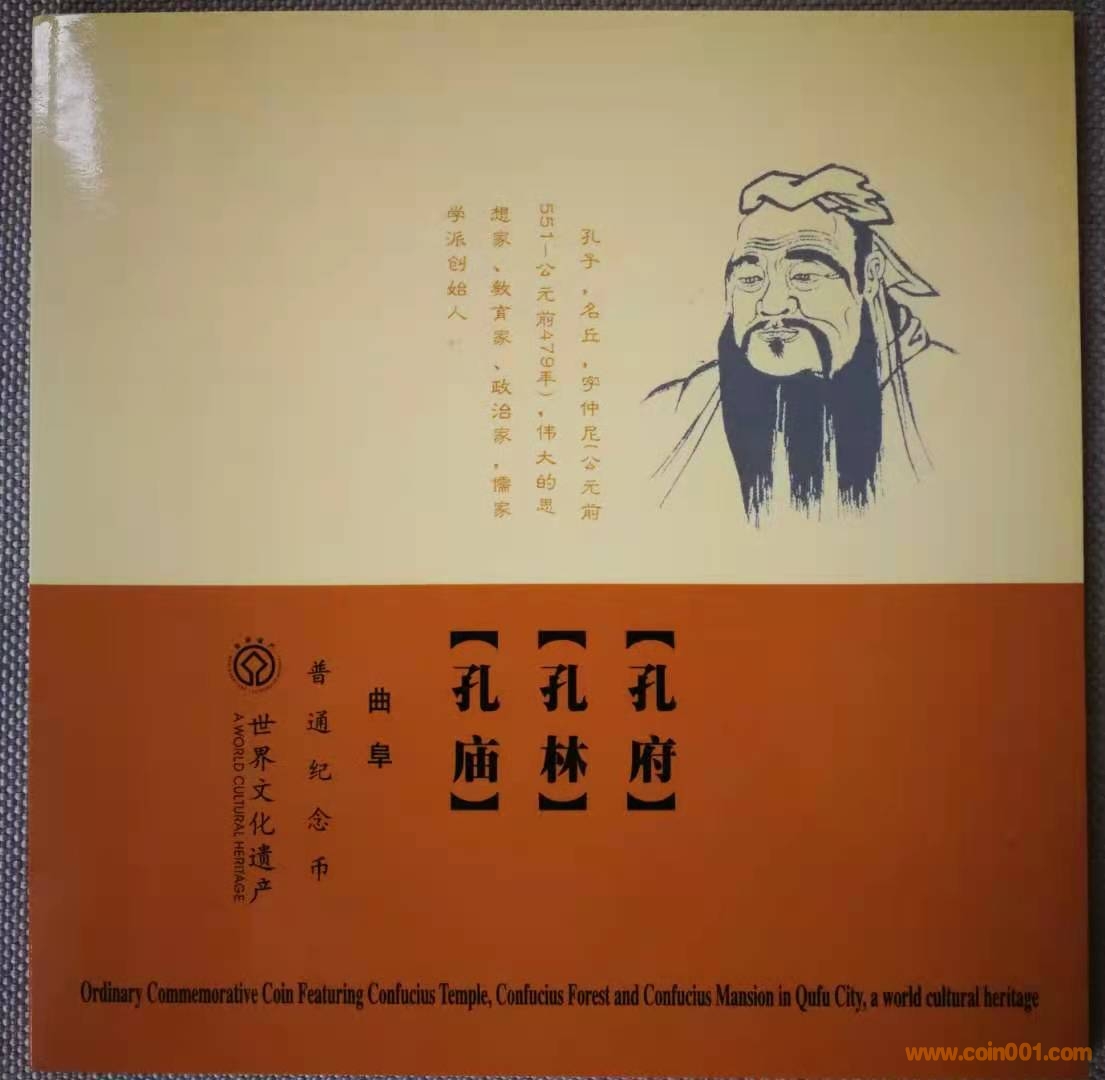 孔子，名丘，字仲尼（公元前
551—公元前479年），伟大的思
想家、教育家、政治家，儒家
学派创始人
【孔府】
【孔林】
【孔庙】
曲阜
普通纪念币
世界文化遗产
A WORLD CULTURAL HERITAGE
Ordinary Commemorative Coin Featuring Confucius Temple, Confucius Forest and Confucius Mansion in Qufu City, a world cultural heritage
www.coin001.com